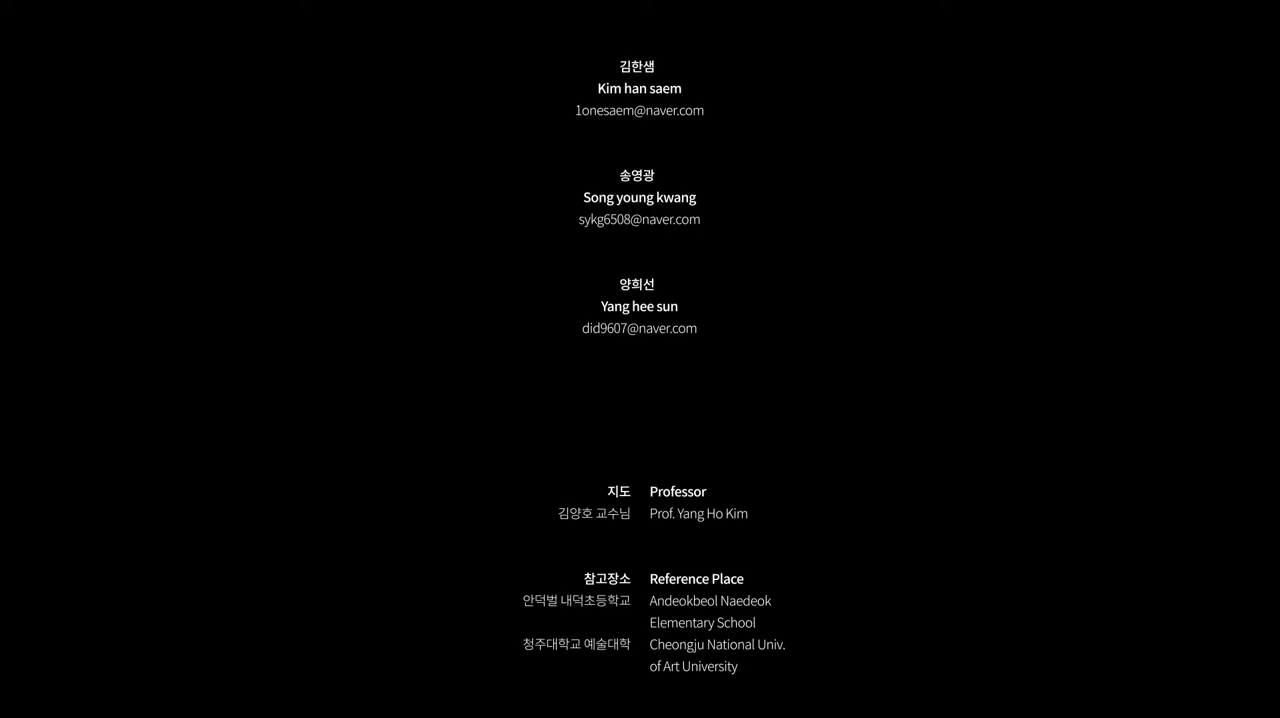 김한샘
Kim han saem
1onesaem@naver.com
송영광
Song young kwang
sykg6508@naver.com
양희선
Yang hee sun
did9607@naver.com
지도 Professor
김양호 교수님 Prof. Yang Ho Kim
참고장소 Reference Place
안덕벌 내덕초등학교 Andeokbeol Naedeok
Elementary School
청주대학교 예술대학 Cheongju National Univ.
of Art University